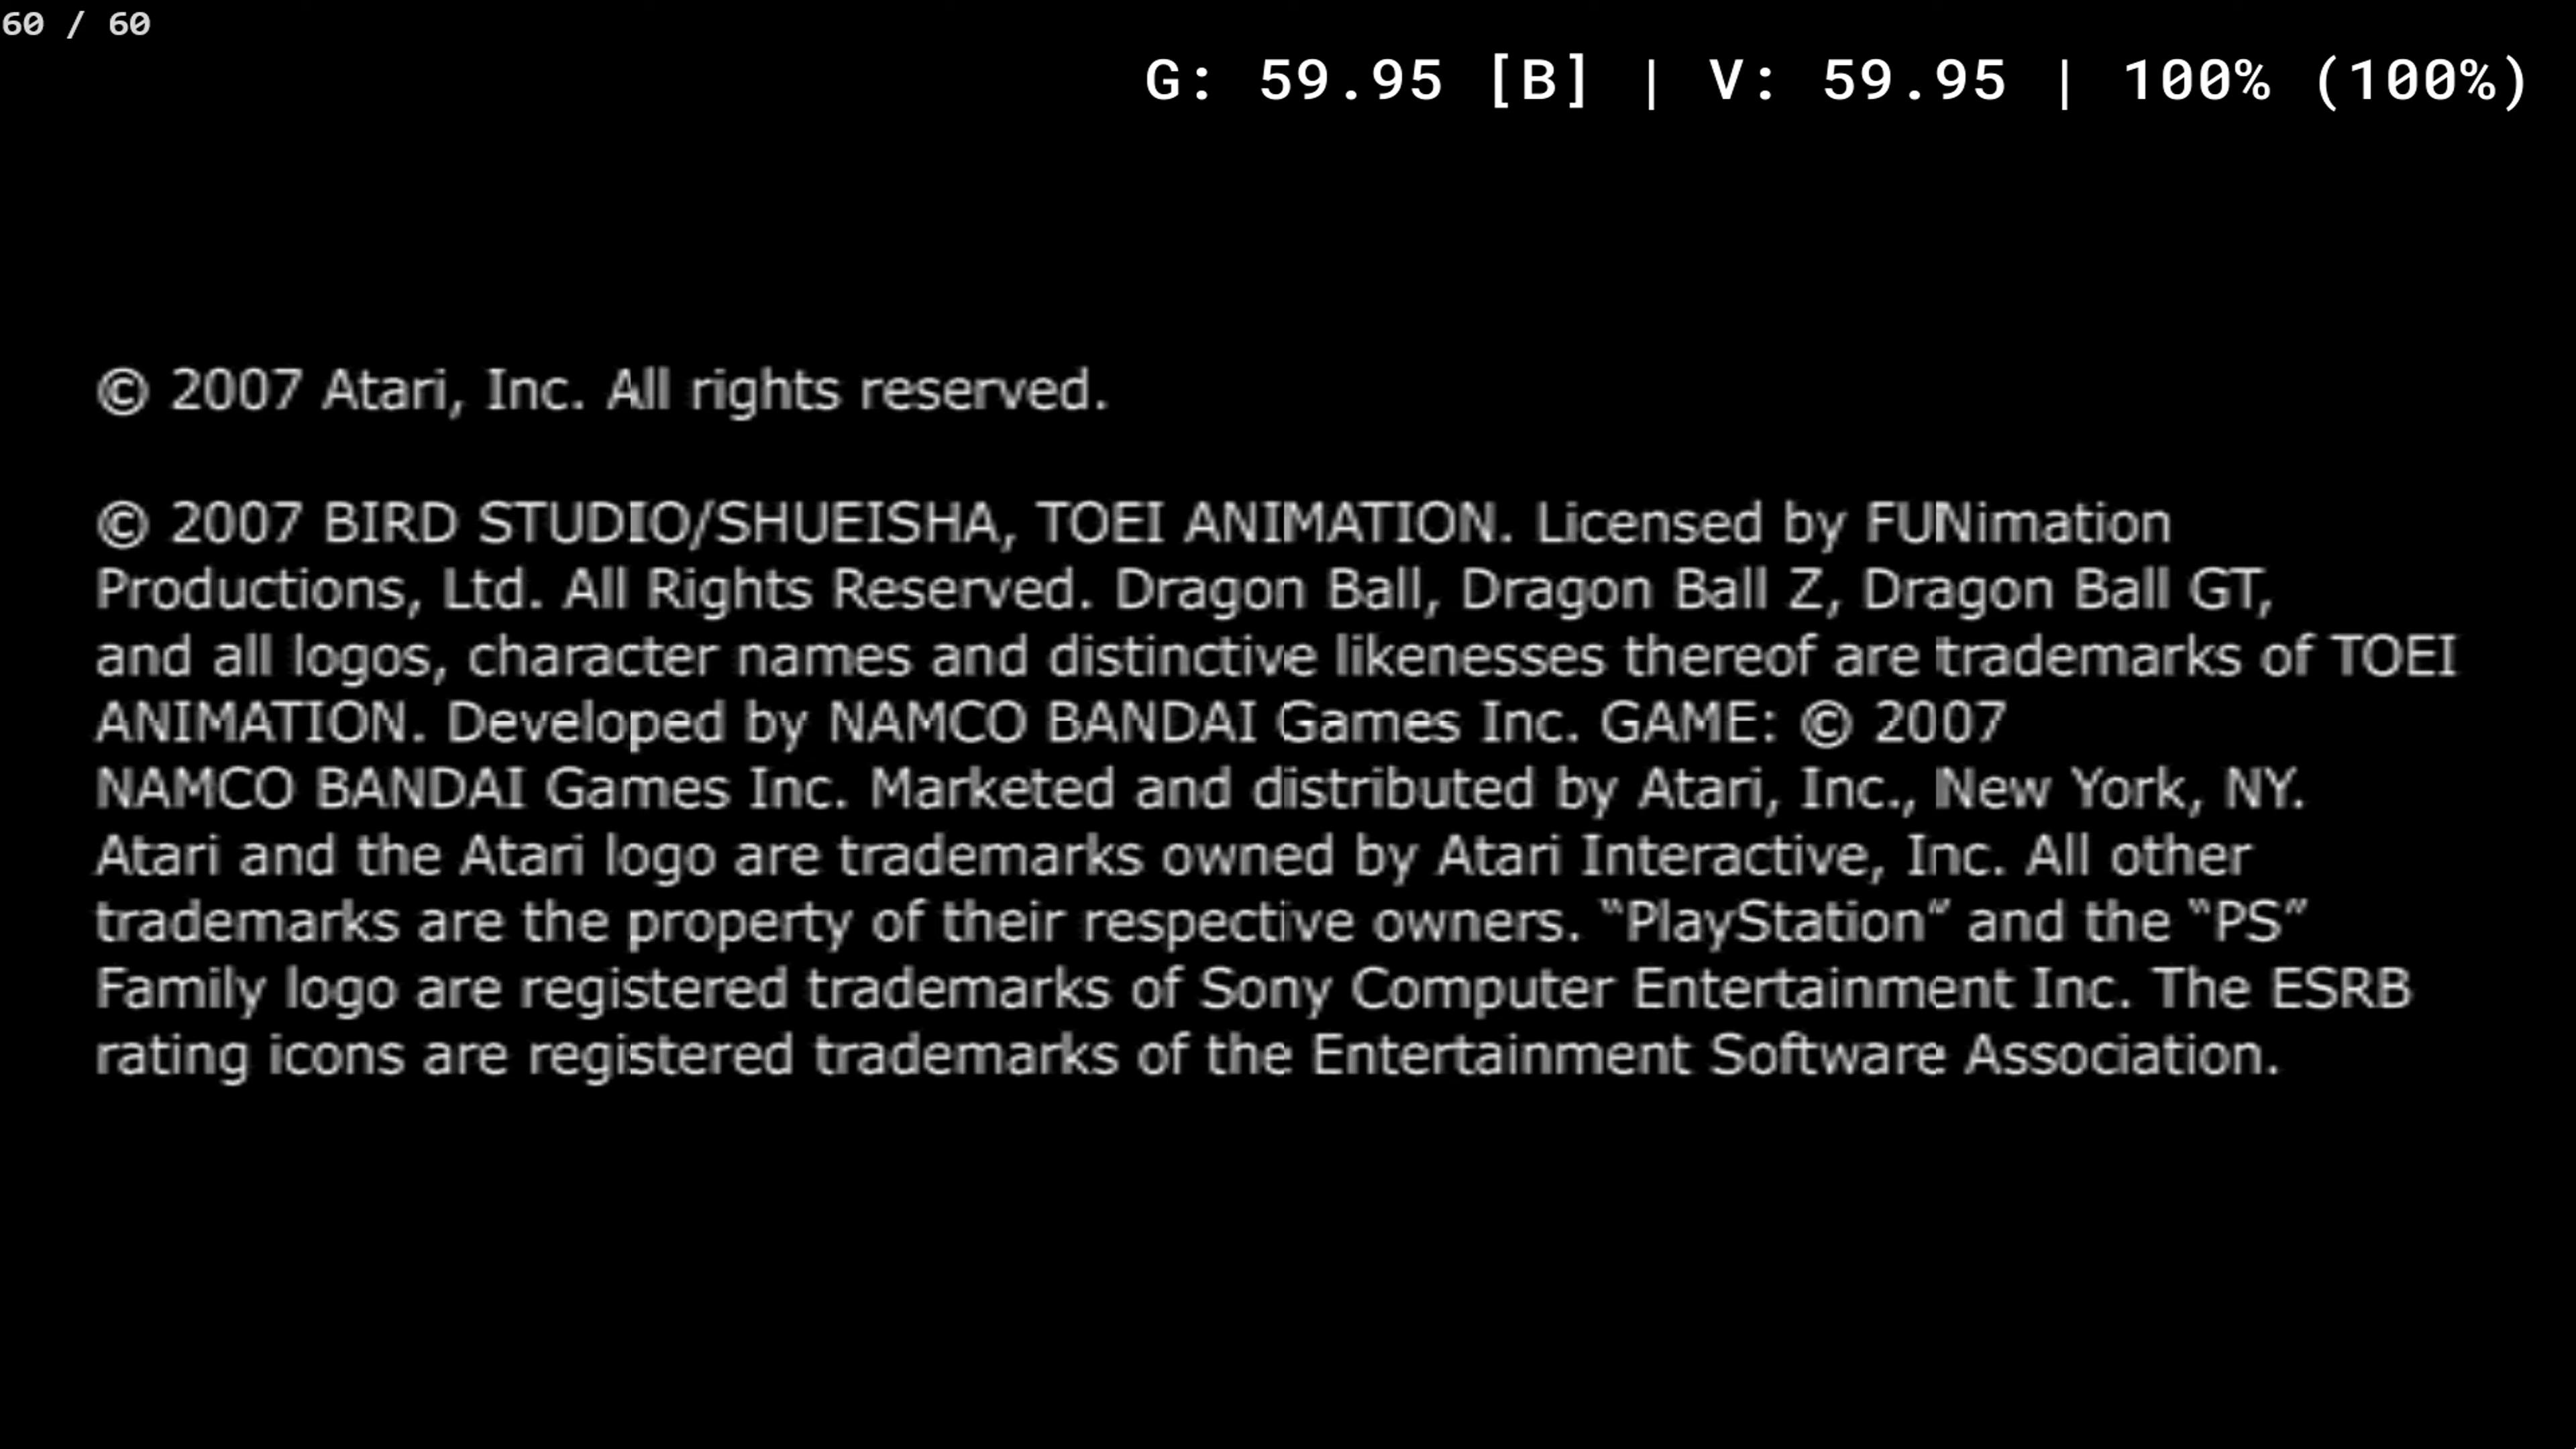 60 / 60
G: 59.95 [B] | V: 59.95 | 100% (100%)
© 2007 Atari, Inc. All rights reserved.
© 2007 BIRD STUDIO/SHUEISHA, TOEI ANIMATION. Licensed by FUNimation
Productions, Ltd. All Rights Reserved. Dragon Ball, Dragon Ball Z, Dragon Ball GT,
and all logos, character names and distinctive likenesses thereof are trademarks of TOEI
ANIMATION. Developed by NAMCO BANDAI Games Inc. GAME: © 2007
NAMCO BANDAI Games Inc. Marketed and distributed by Atari, Inc., New York, NY.
Atari and the Atari logo are trademarks owned by Atari Interactive, Inc. All other
trademarks are the property of their respective owners. “PlayStation” and the “PS”
Family logo are registered trademarks of Sony Computer Entertainment Inc. The ESRB
rating icons are registered trademarks of the Entertainment Software Association.